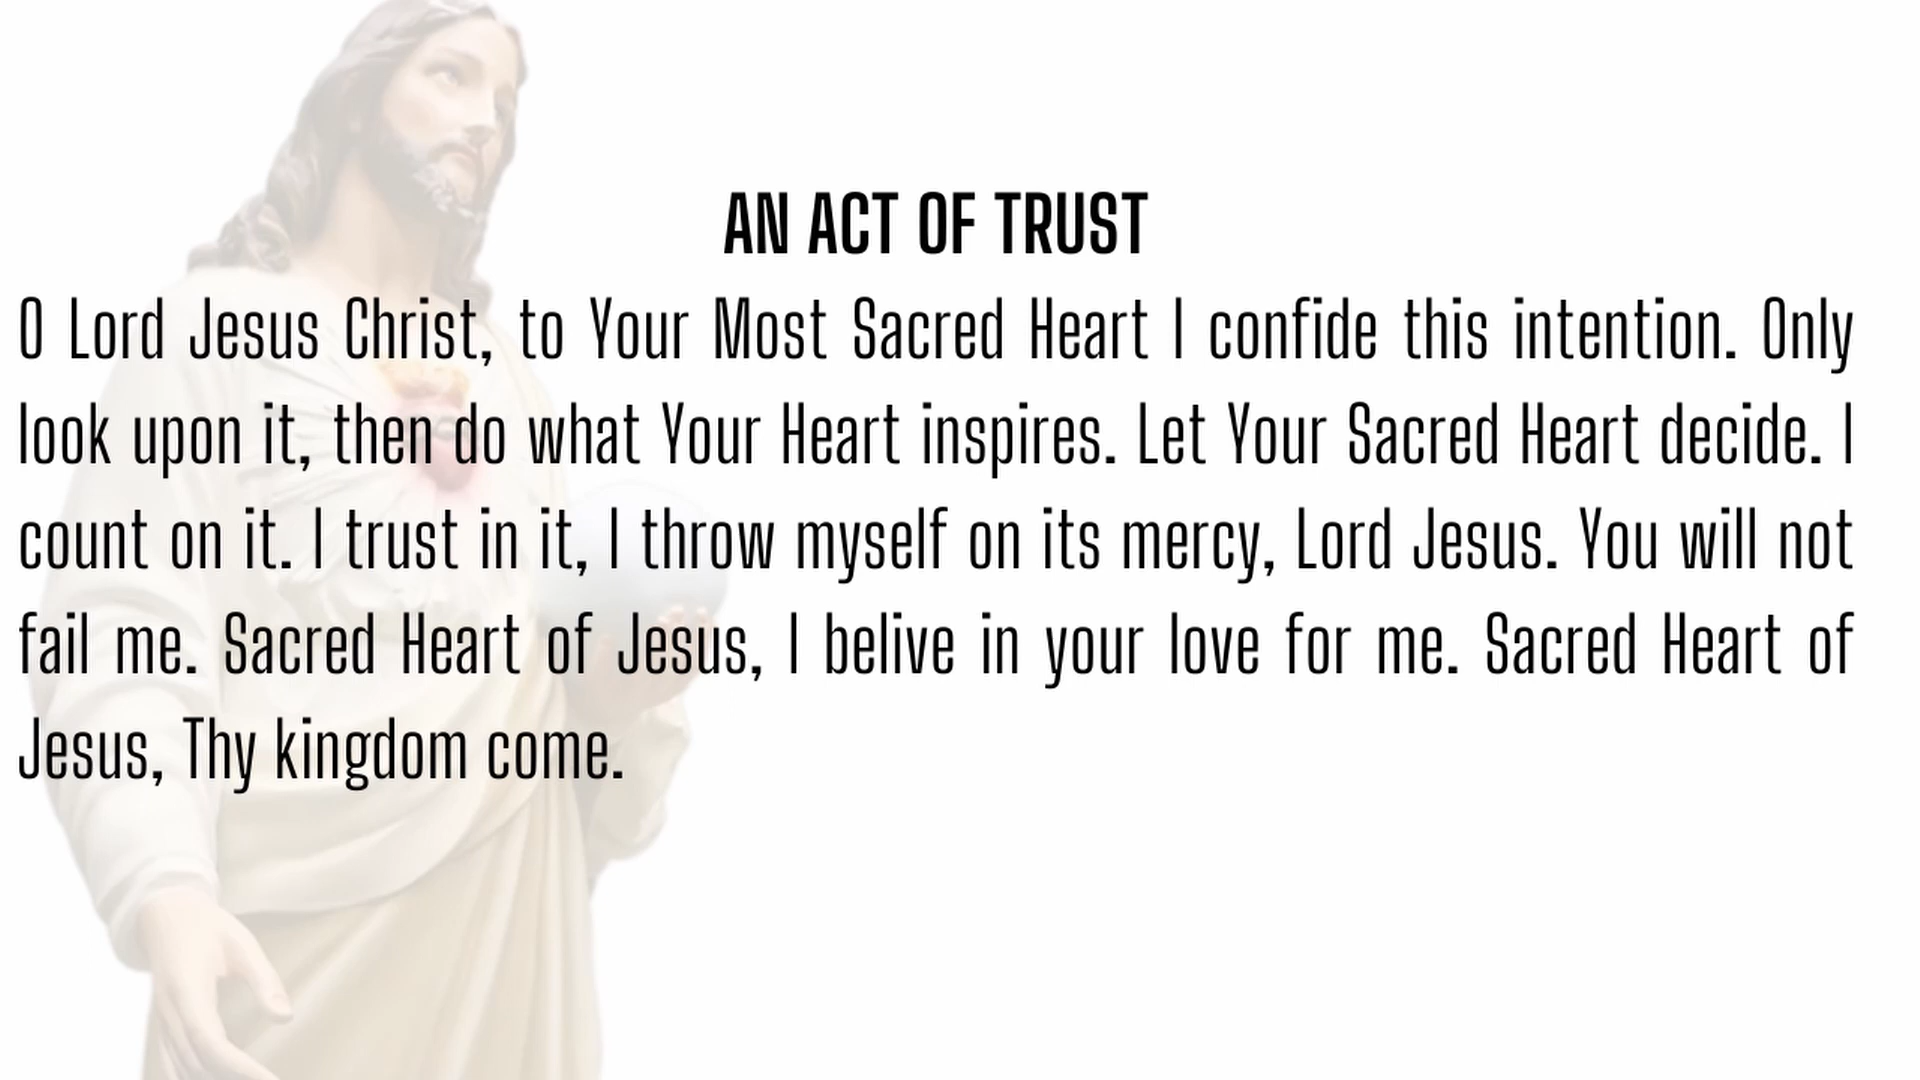 AN ACT OF TRUST
O Lord Jesus Christ, to Your Most Sacred Heart I confide this intention. Only
look upon it, then do what Your Heart inspires. Let Your Sacred Heart decide. I
count on it. I trust in it, I throw myself on its mercy, Lord Jesus. You will not
fail me. Sacred Heart of Jesus, I belive in your love for me. Sacred Heart of
Jesus, Thy kingdom come.